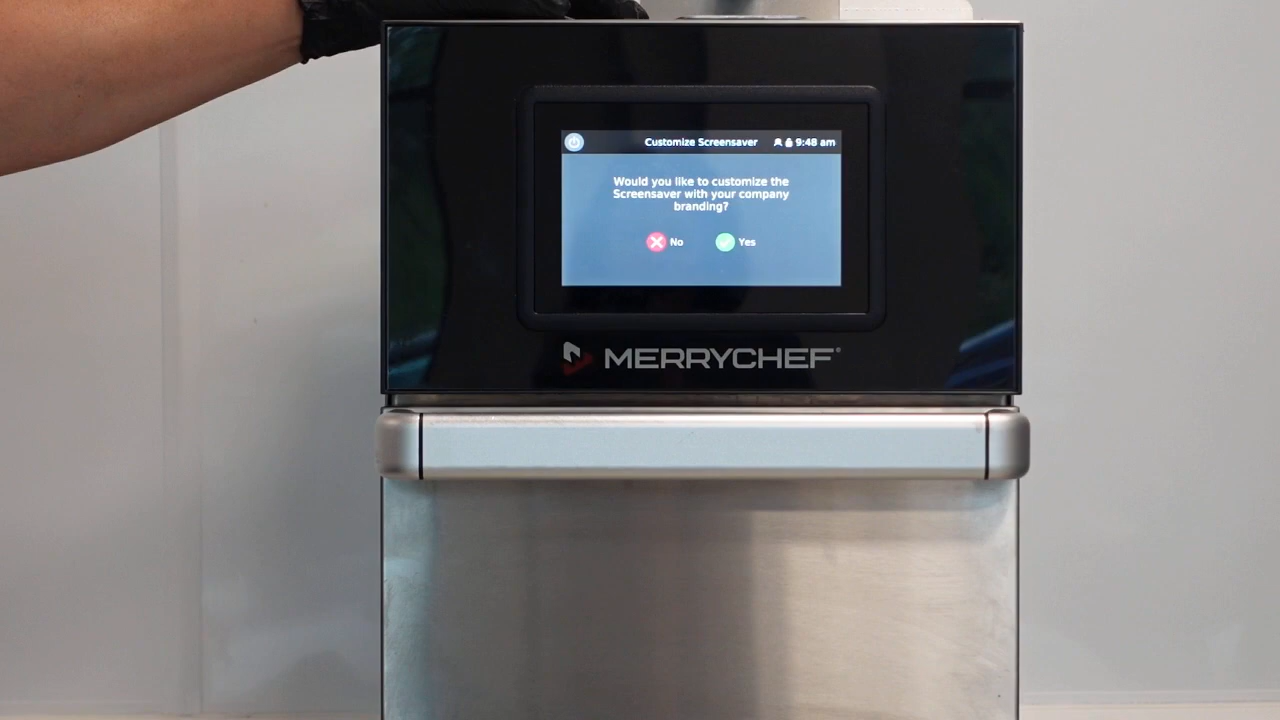 Customize Screensaver 9:48 am
Would you like to customize the
Screensaver with your company
branding?
No Yes
MERRYCHEF®